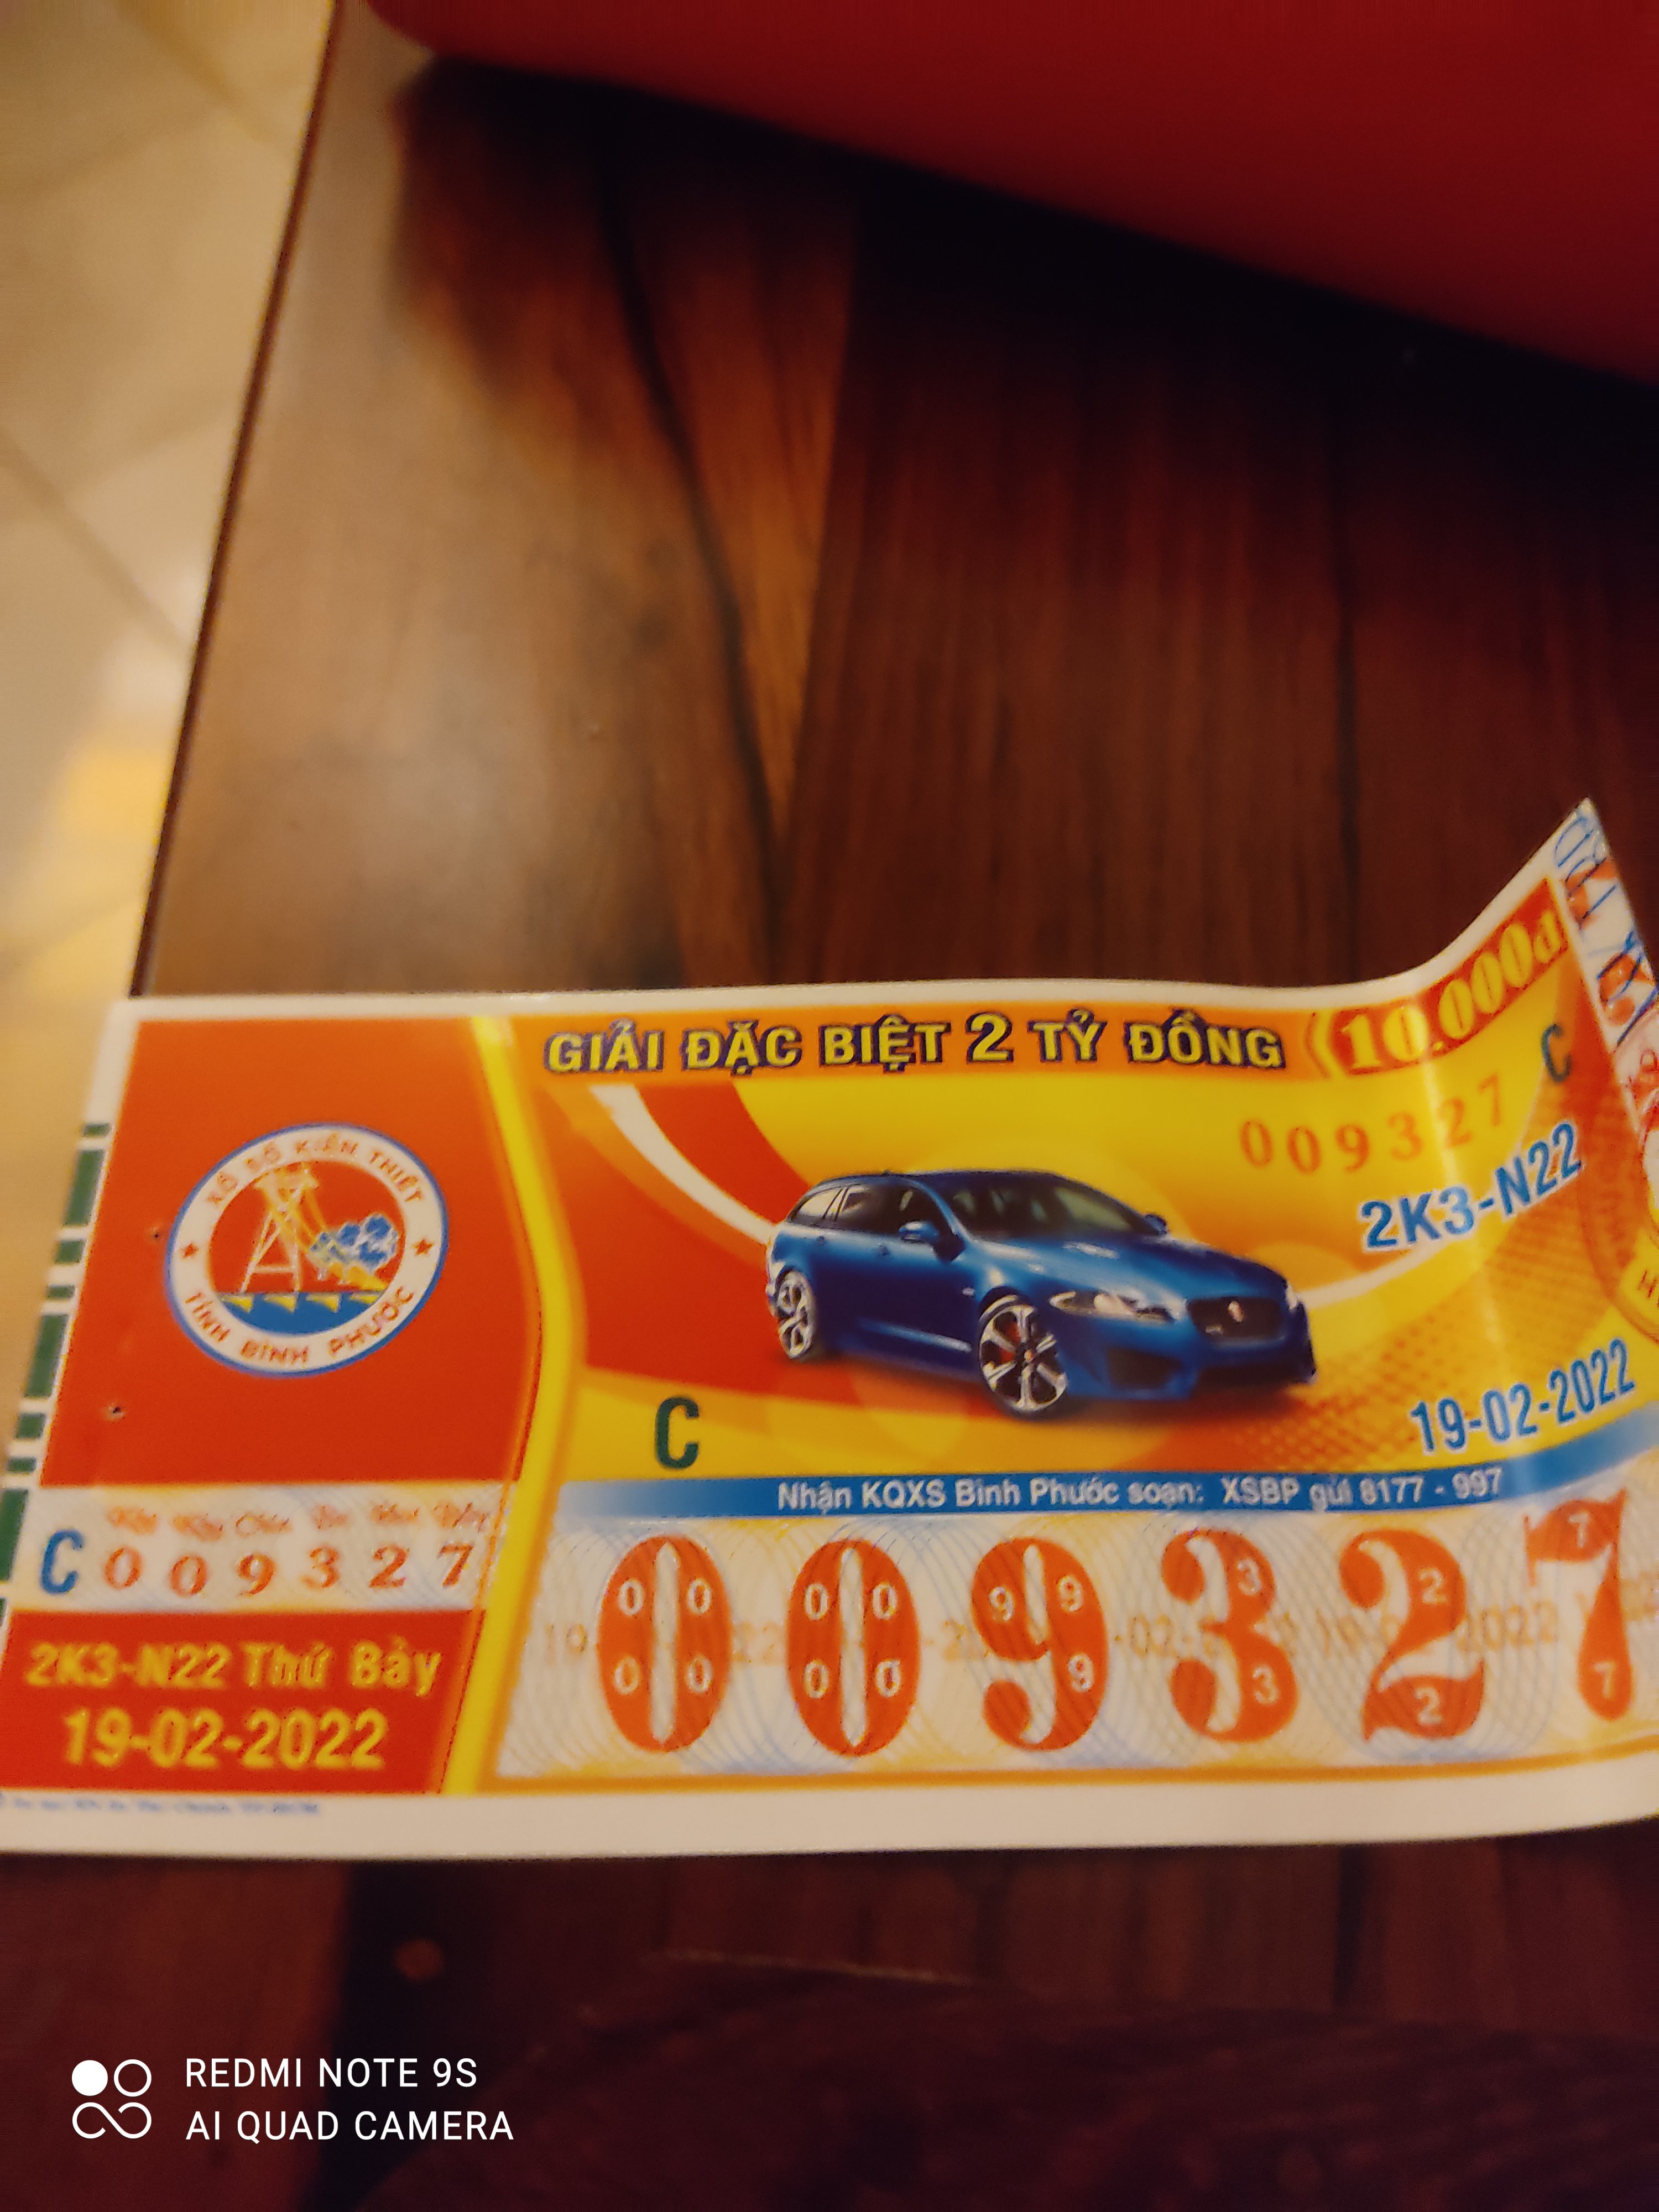 GIẢI ĐẶC BIỆT 2 TỶ ĐỒNG
10.000đ
C
009327
2K3-N22
XỔ SỐ KIẾN THIẾT
TỈNH BÌNH PHƯỚC
19-02-2022
C
Nhận KQXS Bình Phước soạn: XSBP gửi 8177 - 997
C 009327
009327
2K3-N22 Thứ Bảy
19-02-2022
REDMI NOTE 9S
AI QUAD CAMERA